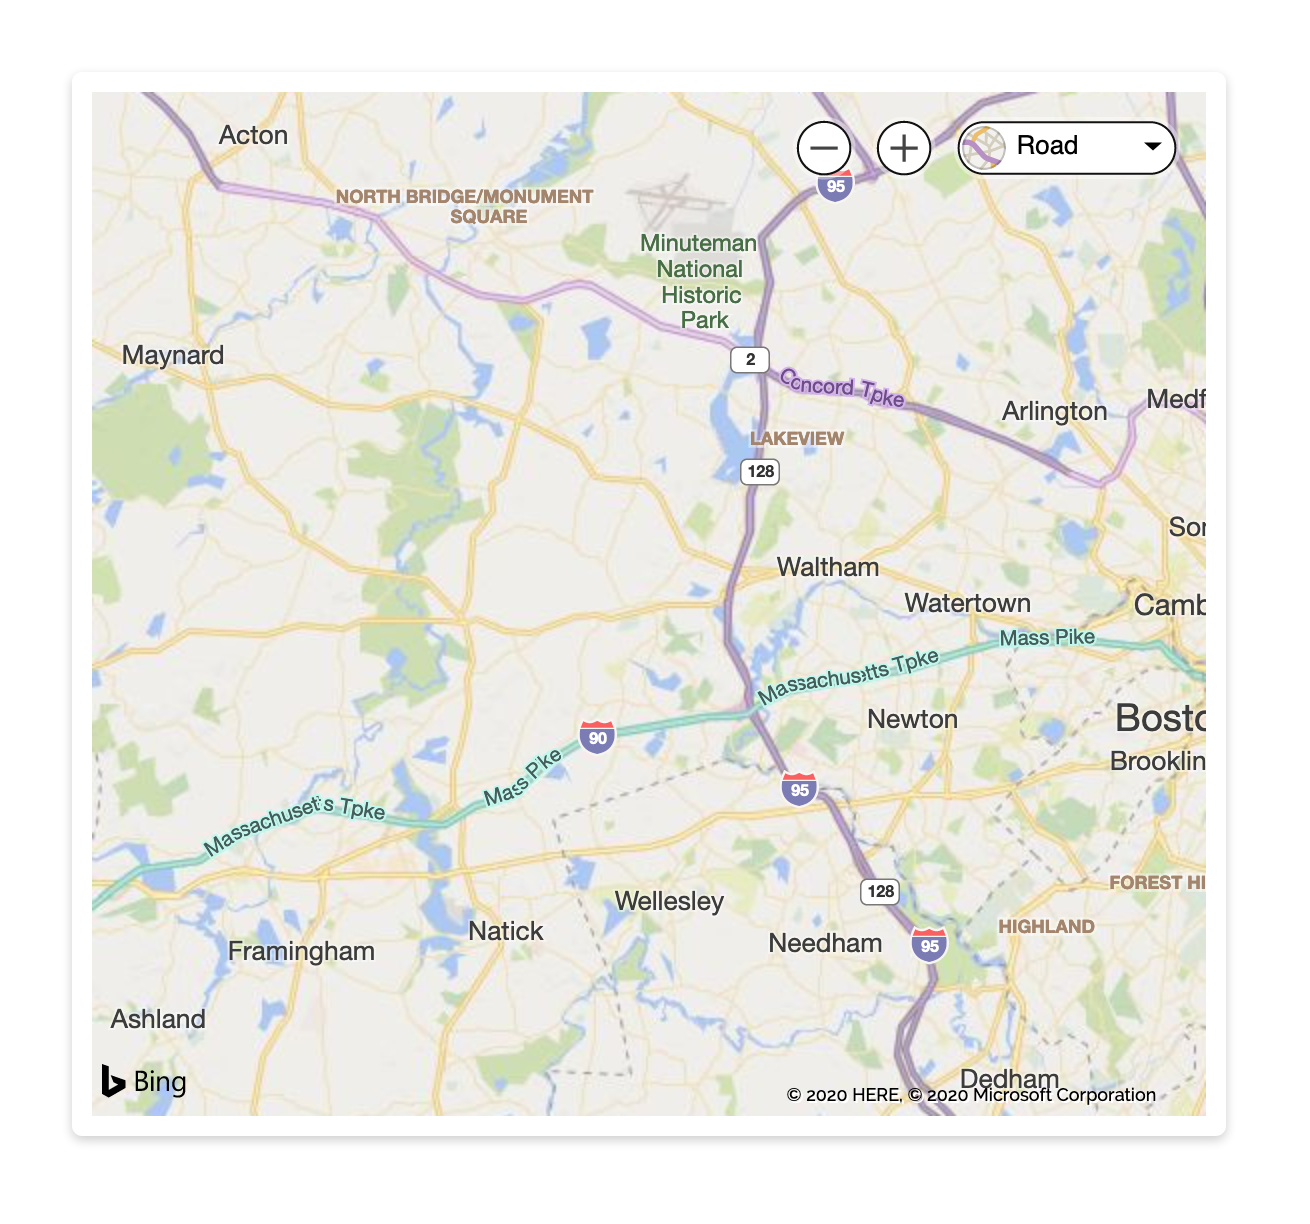 Acton
Road
NORTH BRIDGE/MONUMENT
SQUARE
95
Minuteman
National
Historic
Park
Maynard
2
Concord Tpke
Arlington
Medf
LAKEVIEW
128
Sor
Waltham
Watertown
Camb
Mass Pike
Massachusetts Tpke
Newton
Bosto
Brooklin
90
Mass Pike
95
Massachusetts Tpke
128
FOREST HI
Wellesley
HIGHLAND
Natick
Needham
95
Framingham
Ashland
Bing
Dedham
© 2020 HERE, © 2020 Microsoft Corporation